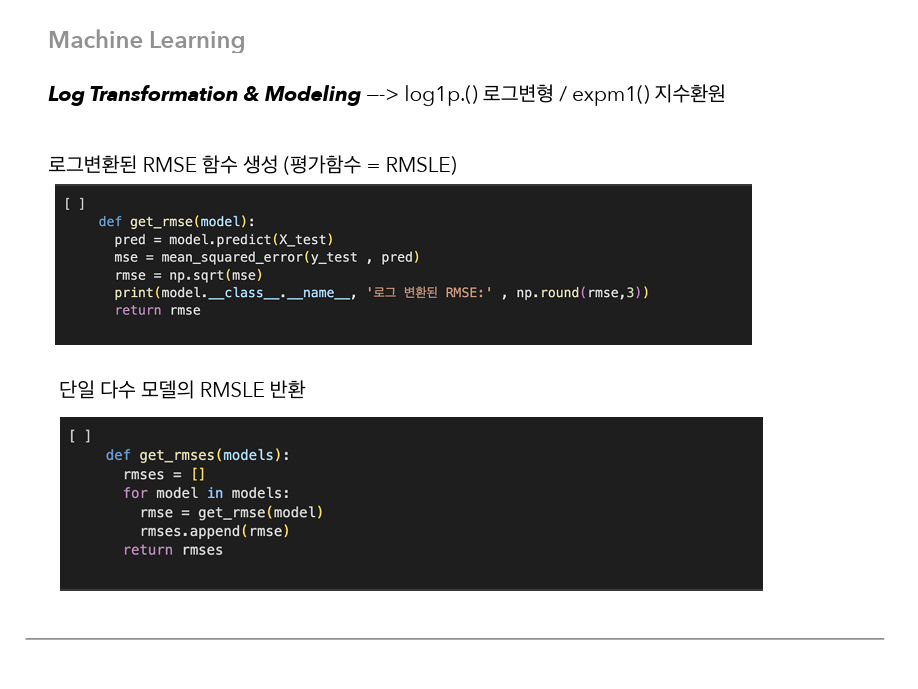 Machine Learning
Log Transformation & Modeling —-> log1p.() 로그변형 / expm1() 지수환원
로그변환된 RMSE 함수 생성 (평가함수 = RMSLE)
[ ]
def get_rmse(model):
pred = model.predict(X_test)
mse = mean_squared_error(y_test , pred)
rmse = np.sqrt(mse)
print(model.__class__.__name__, '로그 변환된 RMSE:' , np.round(rmse,3))
return rmse
단일 다수 모델의 RMSLE 반환
[ ]
def get_rmses(models):
rmses = []
for model in models:
rmse = get_rmse(model)
rmses.append(rmse)
return rmses